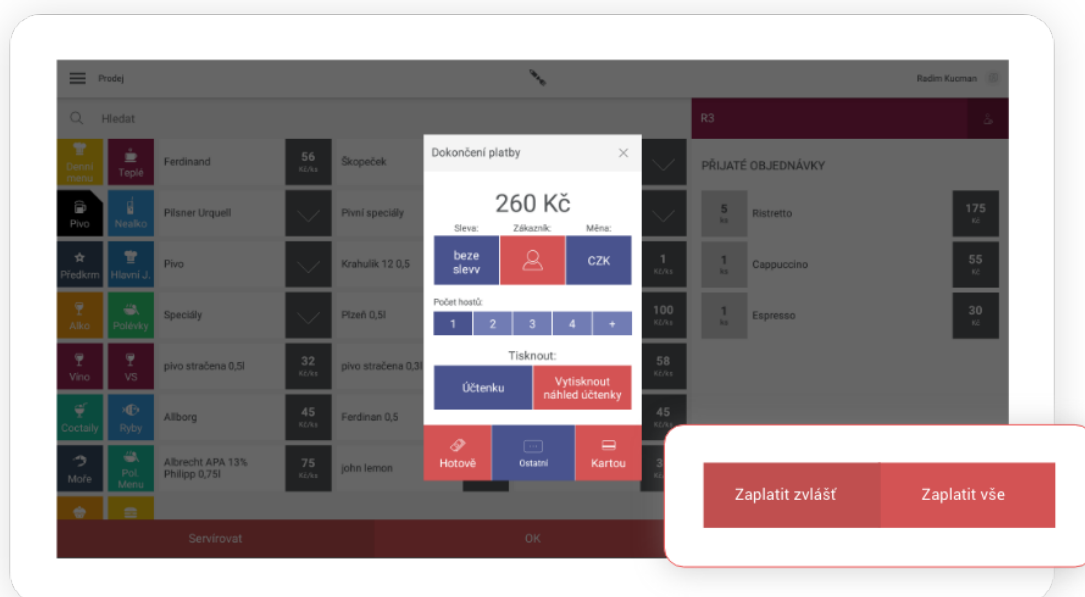 Prodej
Radim Kuoman
Hledat
R3
Denní menu
Teplé
Ferdinand
56 Kč/ks
Škopeček
Pivo
Nealko
Pilsner Urquell
Pivní speciály
Předkrm
Hlavní J.
Pivo
Krahulík 12 0,5
1 Kč/ks
Alko
Polévky
Speciály
Plzeň 0,5l
100 Kč/ks
Víno
VS
pivo stračena 0,5l
32 Kč/ks
pivo stračena 0,3l
58 Kč/ks
Coctaily
Ryby
Allborg
45 Kč/ks
Ferdinan 0,5
45 Kč/ks
Moře
Pol. Menu
Albrecht APA 13%
Philipp 0,75l
75 Kč/ks
john lemon
Servírovat
OK
Dokončení platby
260 Kč
Sleva:
Zákazník:
Měna:
beze
slevv
CZK
Počet hostů:
1 2 3 4 +
Tisknout:
Účtenku
Vytisknout
náhled účtenky
Hotově
Ostatní
Kartou
PŘIJATÉ OBJEDNÁVKY
5 ks Ristretto 175 Kč
1 ks Cappuccino 55 Kč
1 ks Espresso 30 Kč
Zaplatit zvlášť
Zaplatit vše